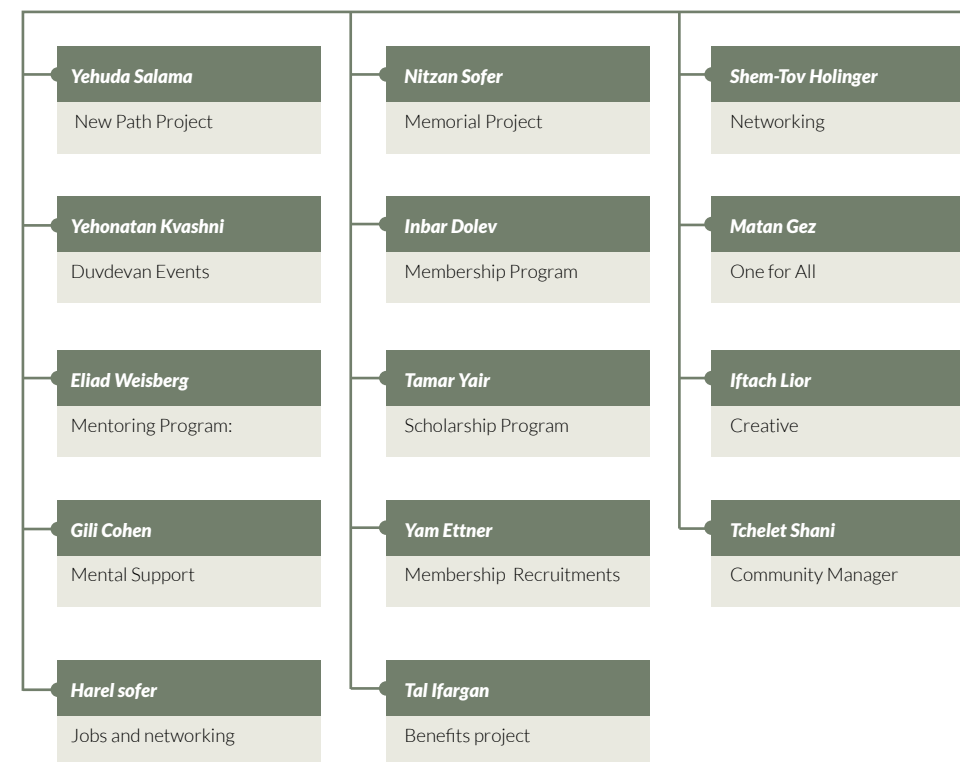 Yehuda Salama
New Path Project
Yehonatan Kvashni
Duvdevan Events
Eliad Weisberg
Mentoring Program:
Gili Cohen
Mental Support
Harel sofer
Jobs and networking
Nitzan Sofer
Memorial Project
Inbar Dolev
Membership Program
Tamar Yair
Scholarship Program
Yam Ettner
Membership  Recruitments
Tal Ifargan
Benefits project
Shem-Tov Holinger
Networking
Matan Gez
One for All
Iftach Lior
Creative
Tchelet Shani
Community Manager